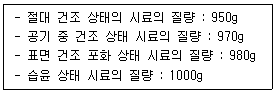 - 절대 건조 상태의 시료의 질량 : 950g
- 공기 중 건조 상태 시료의 질량 : 970g
- 표면 건조 포화 상태 시료의 질량 : 980g
- 습윤 상태 시료의 질량 : 1000g